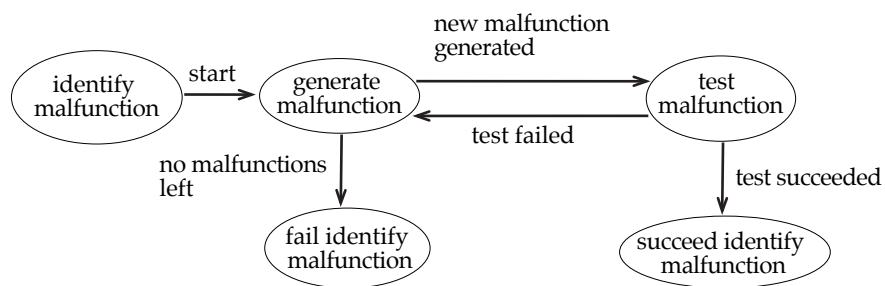 new malfunction
generated
identify
malfunction
start
generate
malfunction
test
malfunction
test failed
no malfunctions
left
test succeeded
fail identify
malfunction
succeed identify
malfunction